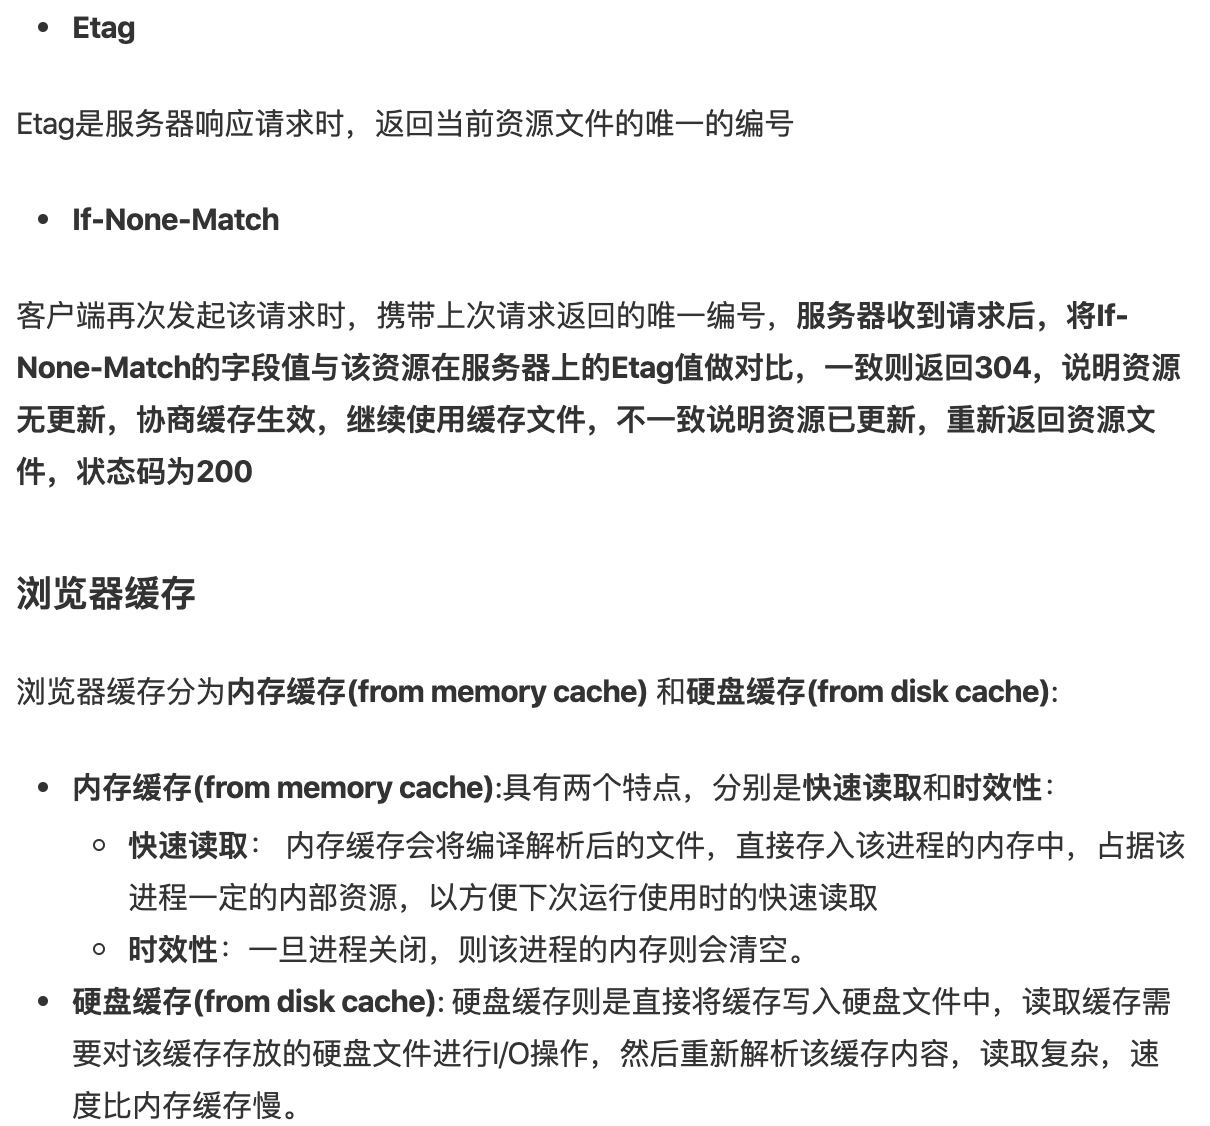 Etag
Etag是服务器响应请求时，返回当前资源文件的唯一的编号
If-None-Match
客户端再次发起该请求时，携带上次请求返回的唯一编号，服务器收到请求后，将If-
None-Match的字段值与该资源在服务器上的Etag值做对比，一致则返回304，说明资源
无更新，协商缓存生效，继续使用缓存文件，不一致说明资源已更新，重新返回资源文
件，状态码为200
浏览器缓存
浏览器缓存分为内存缓存(from memory cache) 和硬盘缓存(from disk cache):
内存缓存(from memory cache):具有两个特点，分别是快速读取和时效性：
快速读取： 内存缓存会将编译解析后的文件，直接存入该进程的内存中，占据该
进程一定的内部资源，以方便下次运行使用时的快速读取
时效性：一旦进程关闭，则该进程的内存则会清空。
硬盘缓存(from disk cache): 硬盘缓存则是直接将缓存写入硬盘文件中，读取缓存需
要对该缓存存放的硬盘文件进行I/O操作，然后重新解析该缓存内容，读取复杂，速
度比内存缓存慢。